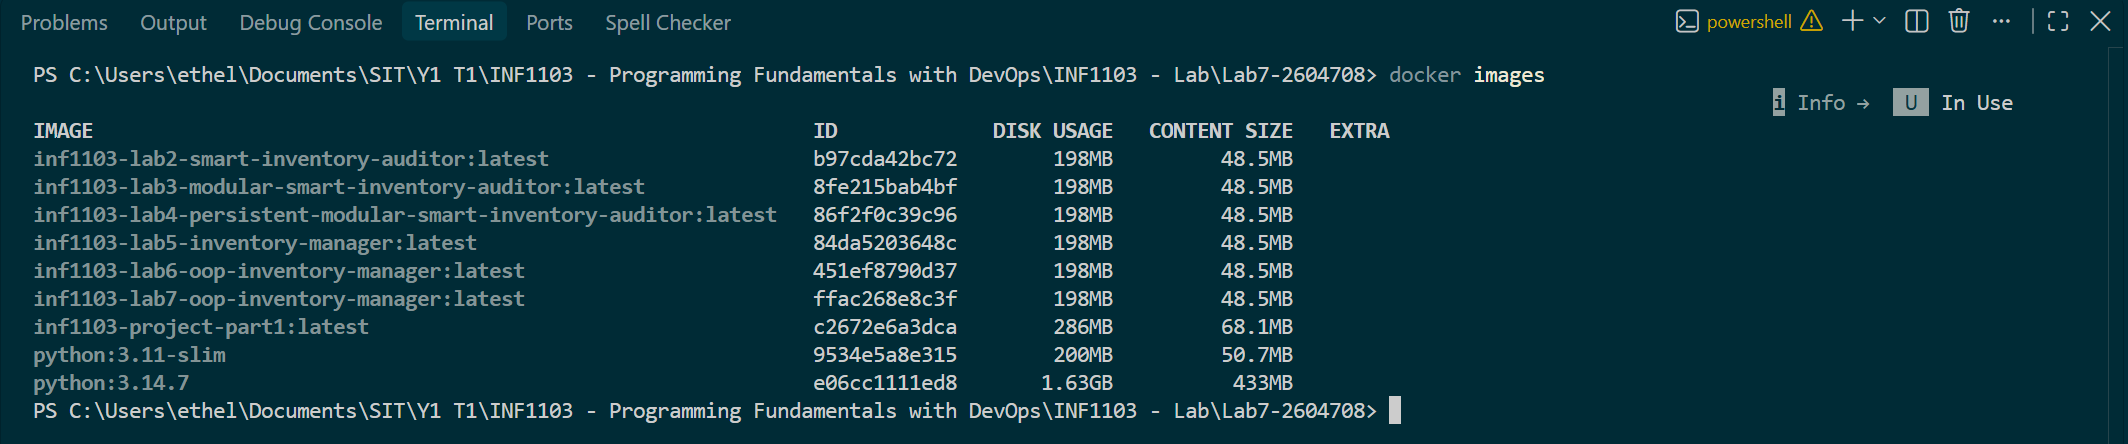 Problems Output Debug Console Terminal Ports Spell Checker powershell
PS C:\Users\ethel\Documents\SIT\Y1 T1\INF1103 - Programming Fundamentals with DevOps\INF1103 - Lab\Lab7-2604708> docker images
i Info → U In Use
IMAGE ID DISK USAGE CONTENT SIZE EXTRA
inf1103-lab2-smart-inventory-auditor:latest b97cda42bc72 198MB 48.5MB
inf1103-lab3-modular-smart-inventory-auditor:latest 8fe215bab4bf 198MB 48.5MB
inf1103-lab4-persistent-modular-smart-inventory-auditor:latest 86f2f0c39c96 198MB 48.5MB
inf1103-lab5-inventory-manager:latest 84da5203648c 198MB 48.5MB
inf1103-lab6-oop-inventory-manager:latest 451ef8790d37 198MB 48.5MB
inf1103-lab7-oop-inventory-manager:latest ffac268e8c3f 198MB 48.5MB
inf1103-project-part1:latest c2672e6a3dca 286MB 68.1MB
python:3.11-slim 9534e5a8e315 200MB 50.7MB
python:3.14.7 e06cc1111ed8 1.63GB 433MB
PS C:\Users\ethel\Documents\SIT\Y1 T1\INF1103 - Programming Fundamentals with DevOps\INF1103 - Lab\Lab7-2604708>